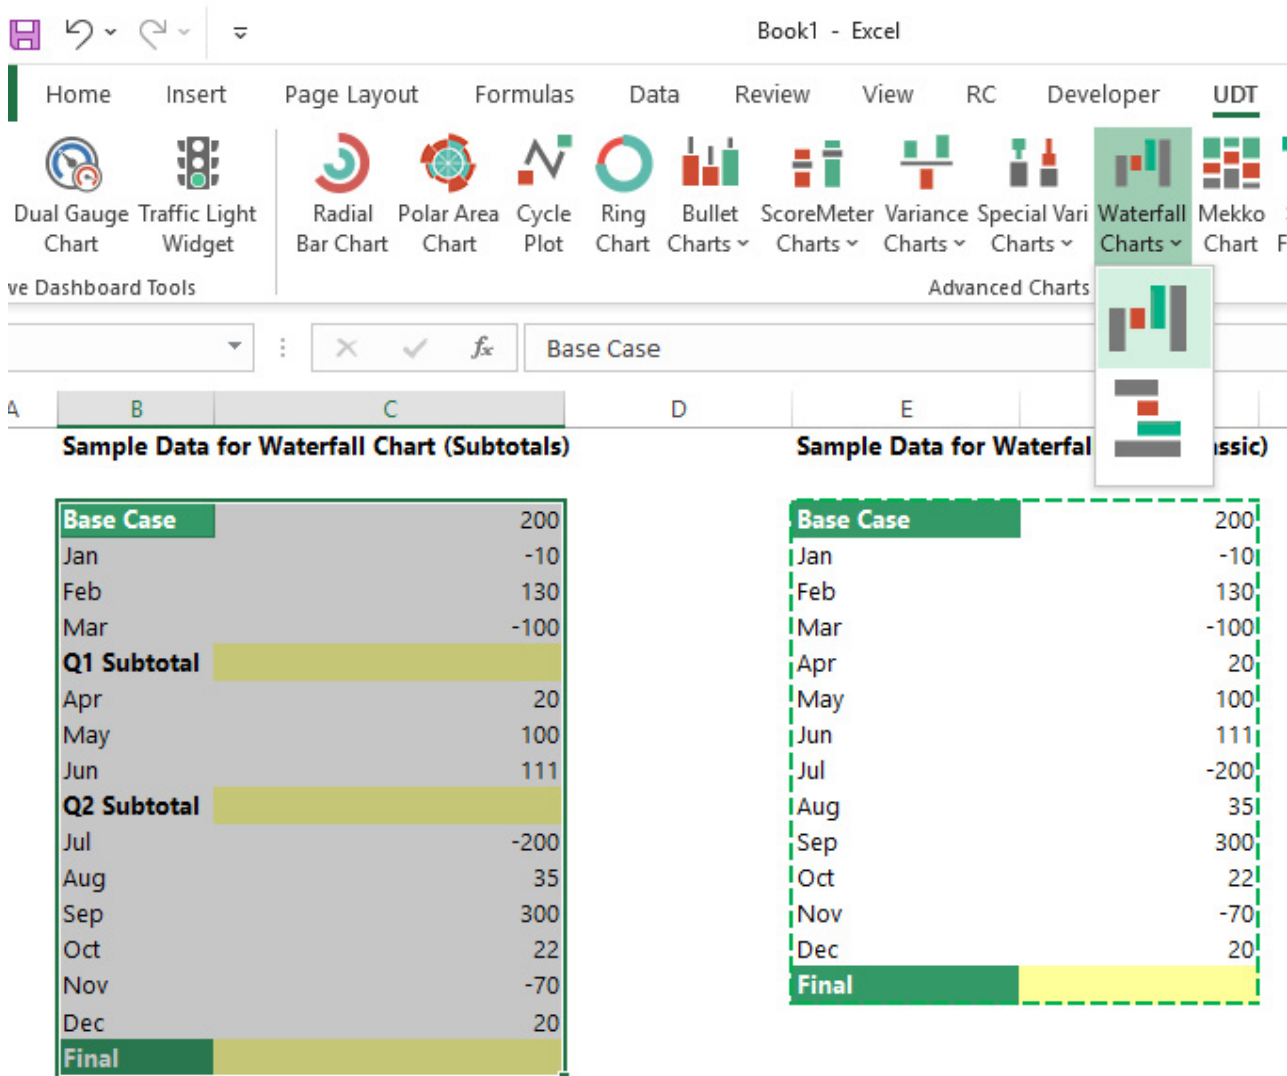 Book1 - Excel
Home Insert Page Layout Formulas Data Review View RC Developer UDT
Dual Gauge Chart Traffic Light Widget Radial Bar Chart Polar Area Chart Cycle Plot Ring Chart Bullet Charts ScoreMeter Charts Variance Charts Special Vari Charts Waterfall Charts Mekko Chart F
ve Dashboard Tools Advanced Charts
fx Base Case
A B C D E
Sample Data for Waterfall Chart (Subtotals) Sample Data for Waterfal ssic)
Base Case 200 Base Case 200
Jan -10 Jan -10
Feb 130 Feb 130
Mar -100 Mar -100
Q1 Subtotal Apr 20
Apr 20 May 100
May 100 Jun 111
Jun 111 Jul -200
Q2 Subtotal Aug 35
Jul -200 Sep 300
Aug 35 Oct 22
Sep 300 Nov -70
Oct 22 Dec 20
Nov -70 Final
Dec 20
Final